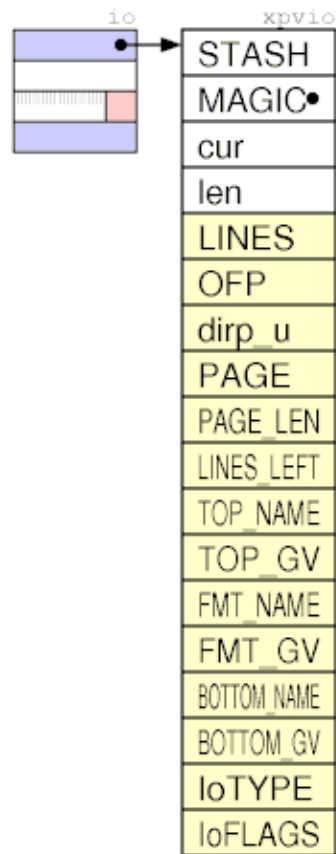 io
xpvio
STASH
MAGIC
cur
len
LINES
OFP
dirp_u
PAGE
PAGE_LEN
LINES_LEFT
TOP_NAME
TOP_GV
FMT_NAME
FMT_GV
BOTTOM_NAME
BOTTOM_GV
IoTYPE
IoFLAGS